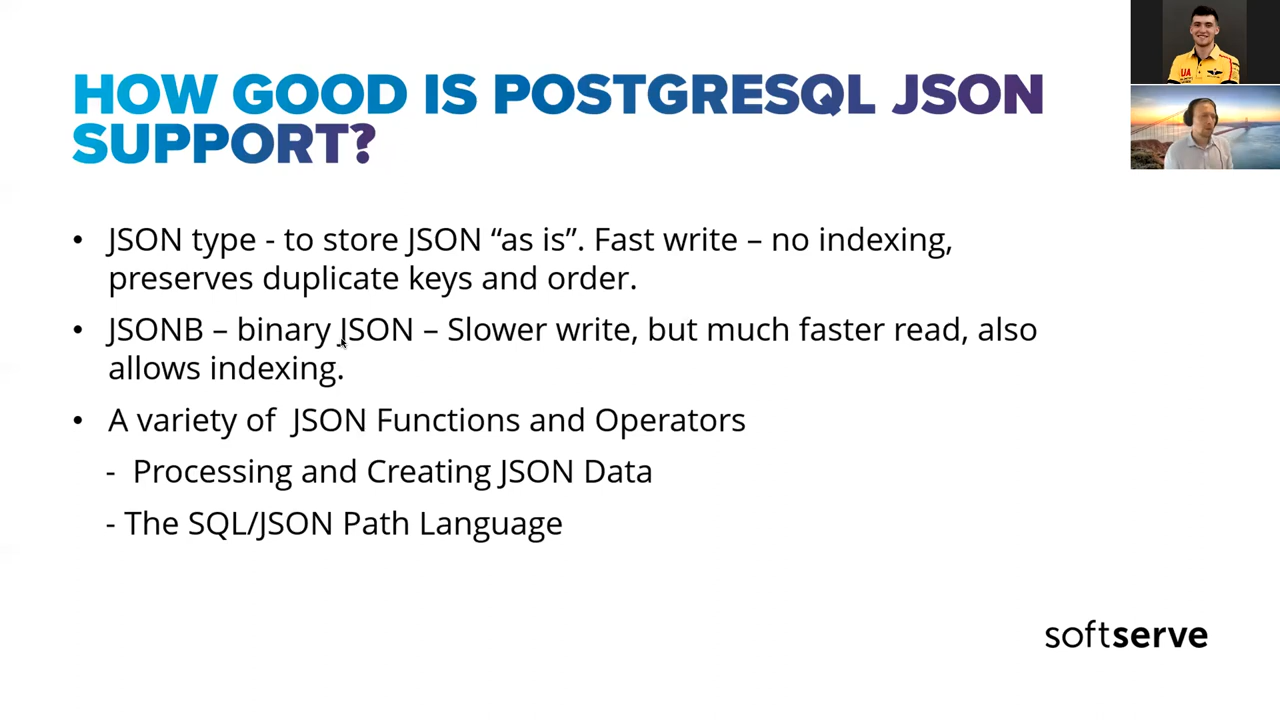 HOW GOOD IS POSTGRESQL JSON
SUPPORT?
• JSON type - to store JSON “as is”. Fast write – no indexing,
preserves duplicate keys and order.
• JSONB – binary JSON – Slower write, but much faster read, also
allows indexing.
• A variety of  JSON Functions and Operators
-  Processing and Creating JSON Data
- The SQL/JSON Path Language
softserve
UA